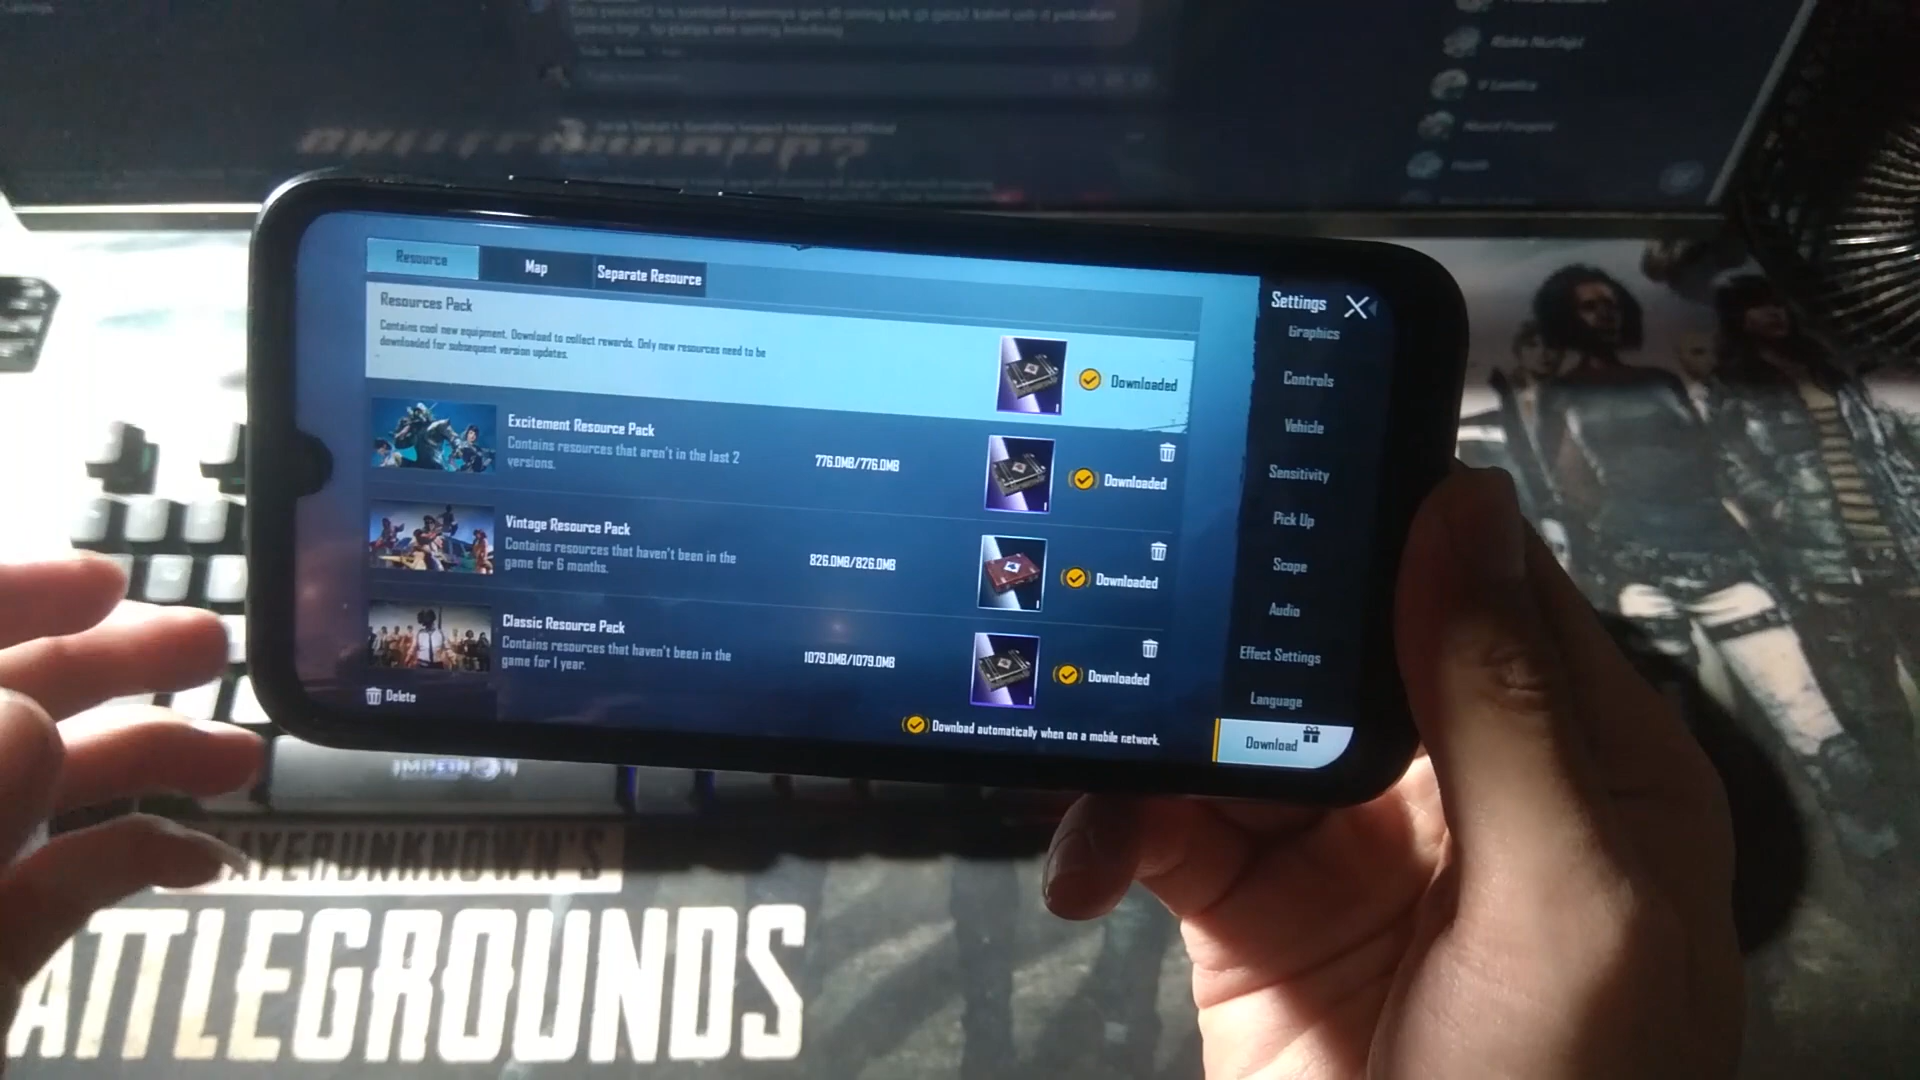 Resource
Map
Separate Resource
Resources Pack
Contains cool new equipment. Download to collect rewards. Only new resources need to be
downloaded for subsequent version updates.
Downloaded
Excitement Resource Pack
Contains resources that aren't in the last 2
versions.
776.0MB/776.0MB
Downloaded
Vintage Resource Pack
Contains resources that haven't been in the
game for 6 months.
826.0MB/826.0MB
Downloaded
Classic Resource Pack
Contains resources that haven't been in the
game for 1 year.
1079.0MB/1079.0MB
Downloaded
Delete
Download automatically when on a mobile network.
Settings
Graphics
Controls
Vehicle
Sensitivity
Pick Up
Scope
Audio
Effect Settings
Language
Download
IMPERION
AYERUNKNOWN'S
ATTLEGROUNDS